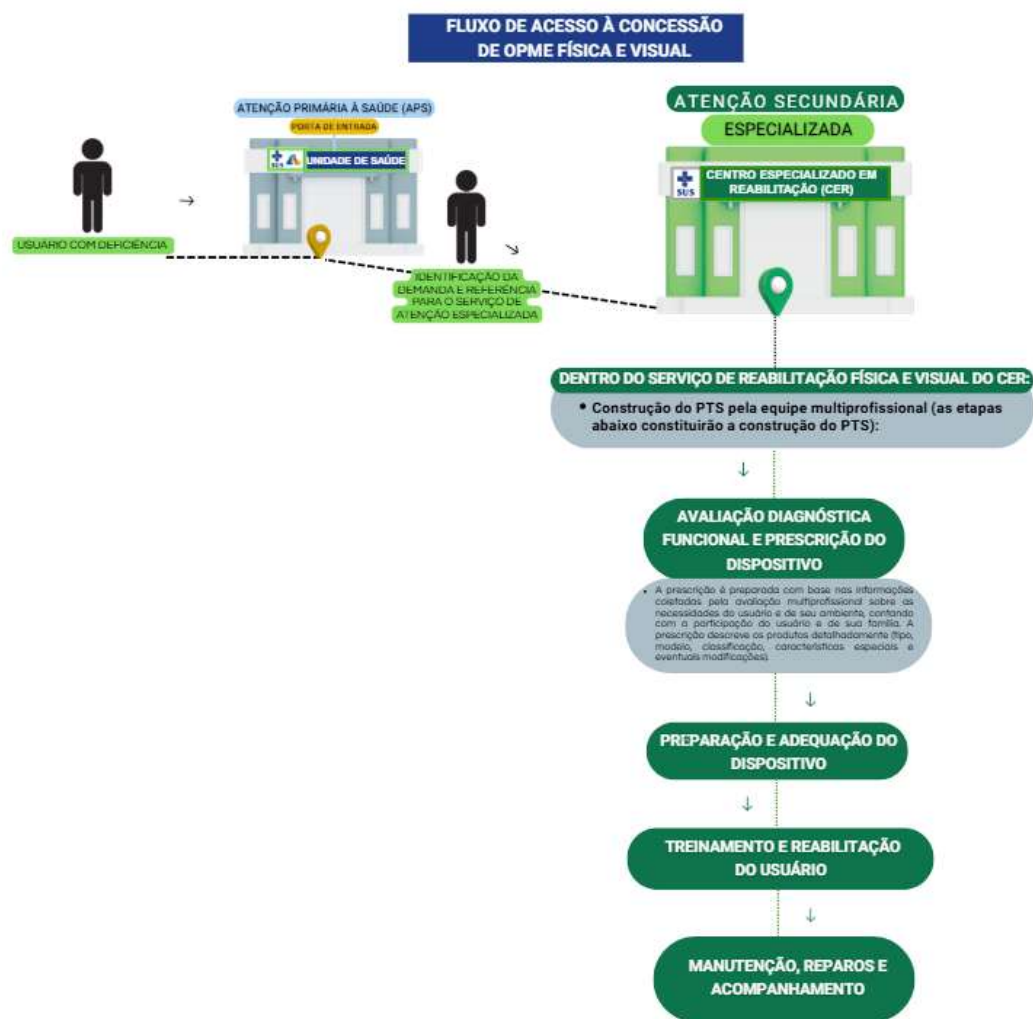 FLUXO DE ACESSO À CONCESSÃO
DE OPME FÍSICA E VISUAL
ATENÇÃO PRIMÁRIA À SAÚDE (APS)
PORTA DE ENTRADA
SUS
UNIDADE DE SAÚDE
USUÁRIO COM DEFICIÊNCIA
IDENTIFICAÇÃO DA
DEMANDA E REFERÊNCIA
PARA O SERVIÇO DE
ATENÇÃO ESPECIALIZADA
ATENÇÃO SECUNDÁRIA
ESPECIALIZADA
SUS
CENTRO ESPECIALIZADO EM
REABILITAÇÃO (CER)
DENTRO DO SERVIÇO DE REABILITAÇÃO FÍSICA E VISUAL DO CER:
• Construção do PTS pela equipe multiprofissional (as etapas
abaixo constituirão a construção do PTS):
AVALIAÇÃO DIAGNÓSTICA
FUNCIONAL E PRESCRIÇÃO DO
DISPOSITIVO
• A prescrição é preparada com base nas informações
coletadas pela avaliação multiprofissional sobre as
necessidades do usuário e de seu ambiente, contando
com a participação do usuário e de sua família. A
prescrição descreve os produtos detalhadamente (tipo,
modelo, classificação, características especiais e
eventuais modificações).
PREPARAÇÃO E ADEQUAÇÃO DO
DISPOSITIVO
TREINAMENTO E REABILITAÇÃO
DO USUÁRIO
MANUTENÇÃO, REPAROS E
ACOMPANHAMENTO